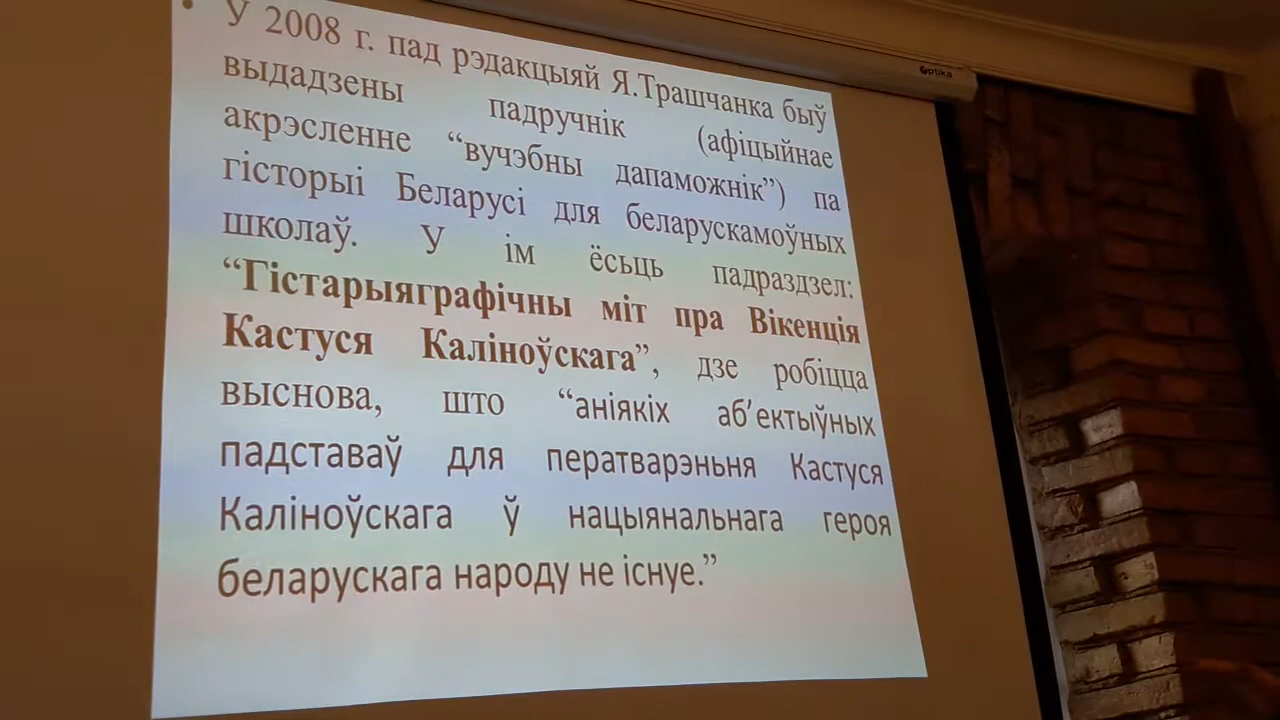 • У 2008 г. пад рэдакцыяй Я.Трашчанка быў
выдадзены падручнік (афіцыйнае
акрэсленне “вучэбны дапаможнік”) па
гісторыі Беларусі для беларускамоўных
школаў. У ім ёсьць падраздзел:
“Гістарыяграфічны міт пра Вікенція
Кастуся Каліноўскага”, дзе робіцца
выснова, што “аніякіх аб’ектыўных
падставаў для ператварэньня Кастуся
Каліноўскага ў нацыянальнага героя
беларускага народу не існуе.”
Optika